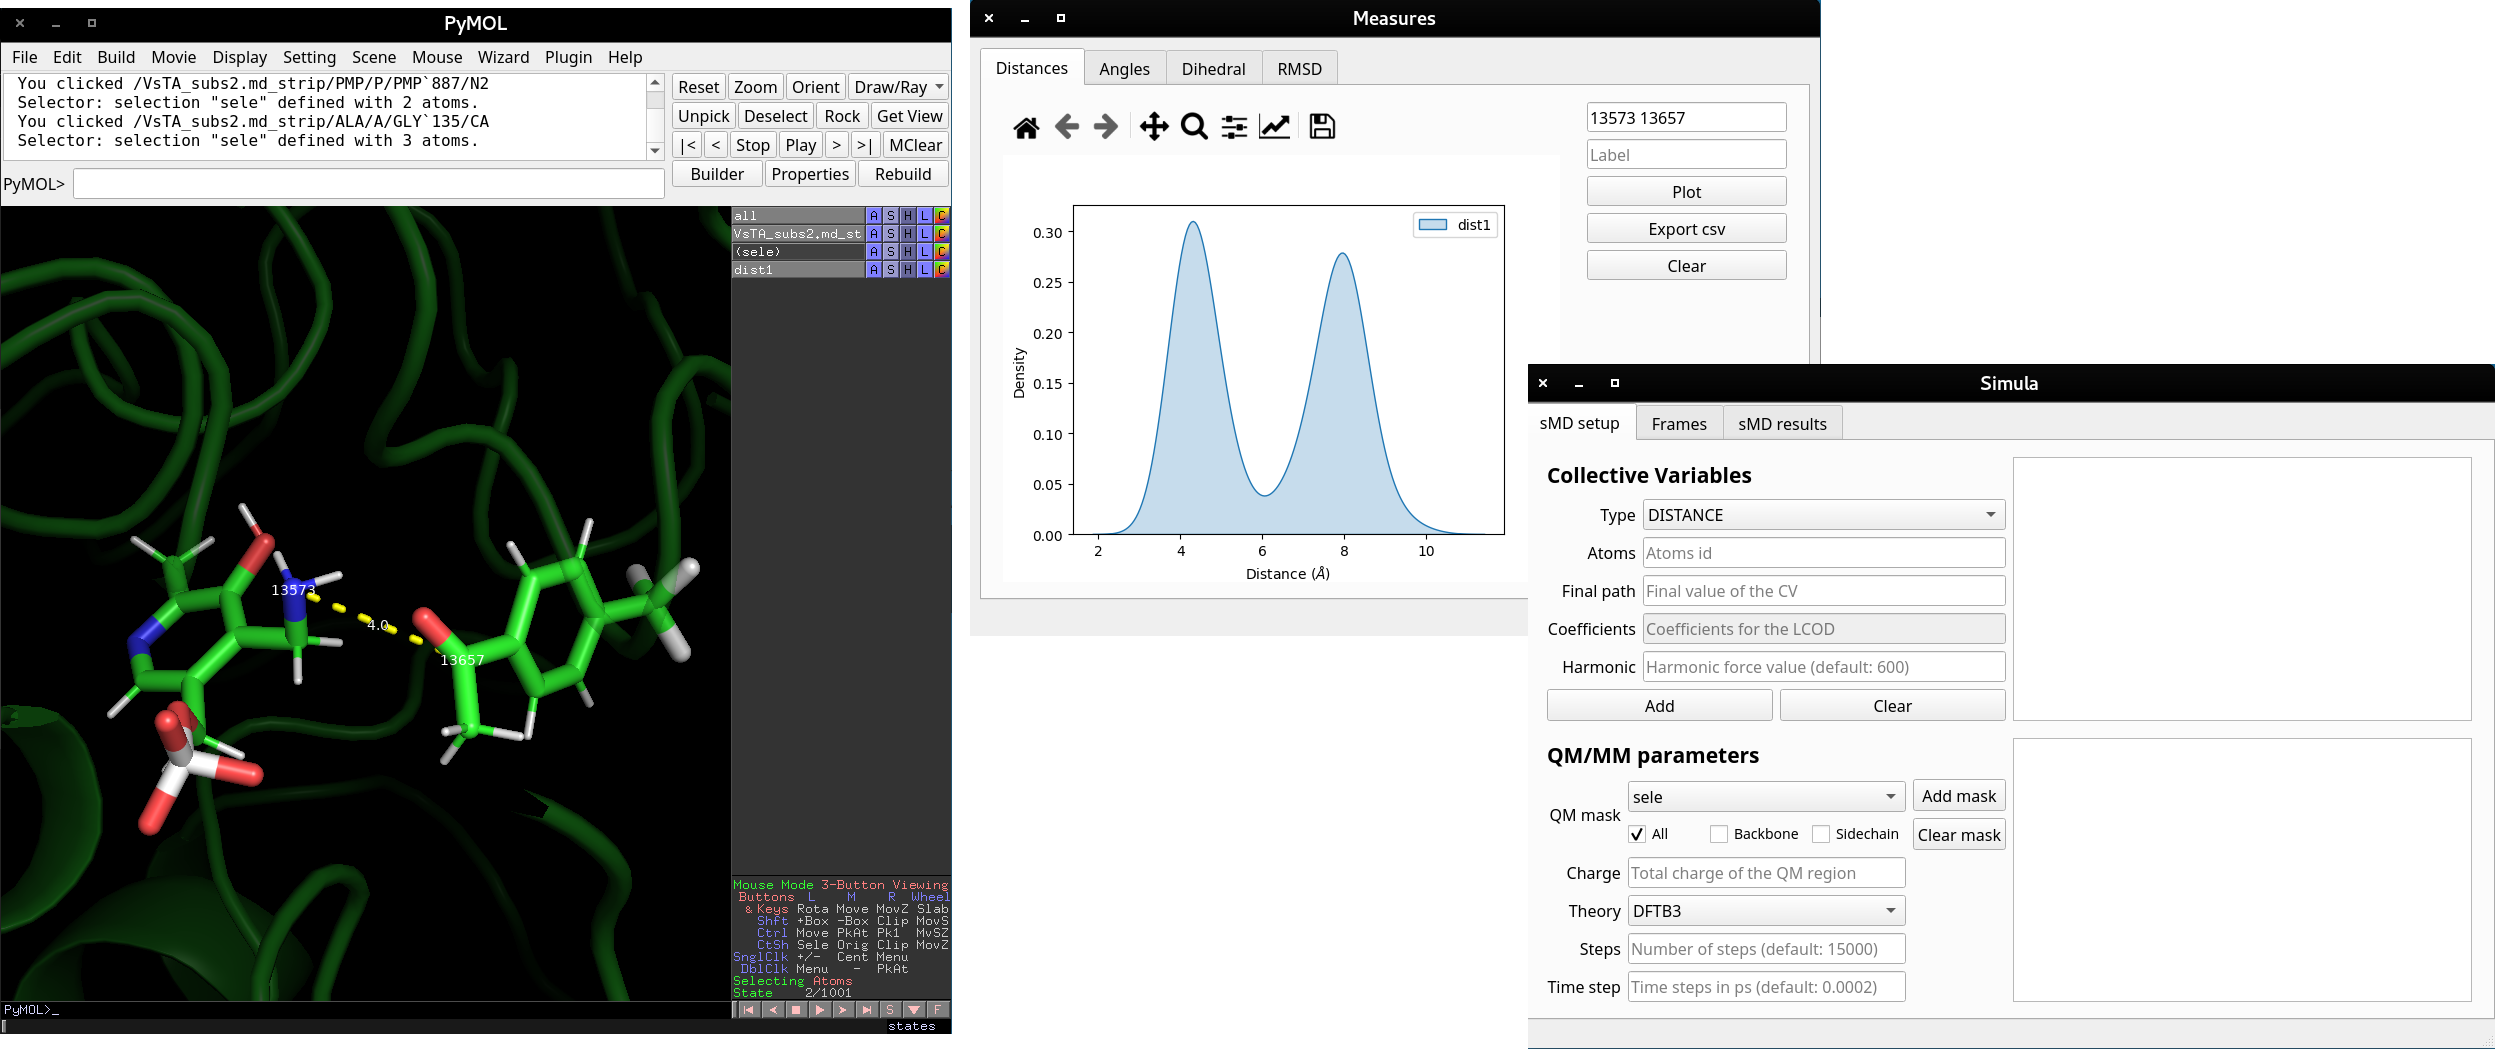 PyMOL
File Edit Build Movie Display Setting Scene Mouse Wizard Plugin Help
You clicked /VsTA_subs2.md_strip/PMP/P/PMP`887/N2
Selector: selection "sele" defined with 2 atoms.
You clicked /VsTA_subs2.md_strip/ALA/A/GLY`135/CA
Selector: selection "sele" defined with 3 atoms.
PyMOL>
Reset Zoom Orient Draw/Ray
Unpick Deselect Rock Get View
|< < Stop Play > >| MClear
Builder Properties Rebuild
all A S H L C
VsTA_subs2.md_st A S H L C
(sele) A S H L C
dist1 A S H L C
13573
4.0
13657
Mouse Mode 3-Button Viewing
Buttons L M R Wheel
& Keys Rota Move MovZ Slab
Shft +Box -Box Clip MovS
Ctrl Move PkAt Pk1 MvSZ
CtSh Sele Orig Clip MovZ
SnglClk +/- Cent Menu
DblClk Menu - PkAt
Selecting Atoms
State 2/1001
PyMOL>_
S F
states
Measures
Distances Angles Dihedral RMSD
13573 13657
Label
Plot
Export csv
Clear
dist1
0.30
0.25
0.20
0.15
0.10
0.05
0.00
Density
2 4 6 8 10
Distance (Å)
Simula
sMD setup Frames sMD results
Collective Variables
Type DISTANCE
Atoms Atoms id
Final path Final value of the CV
Coefficients Coefficients for the LCOD
Harmonic Harmonic force value (default: 600)
Add Clear
QM/MM parameters
QM mask sele Add mask
All Backbone Sidechain Clear mask
Charge Total charge of the QM region
Theory DFTB3
Steps Number of steps (default: 15000)
Time step Time steps in ps (default: 0.0002)